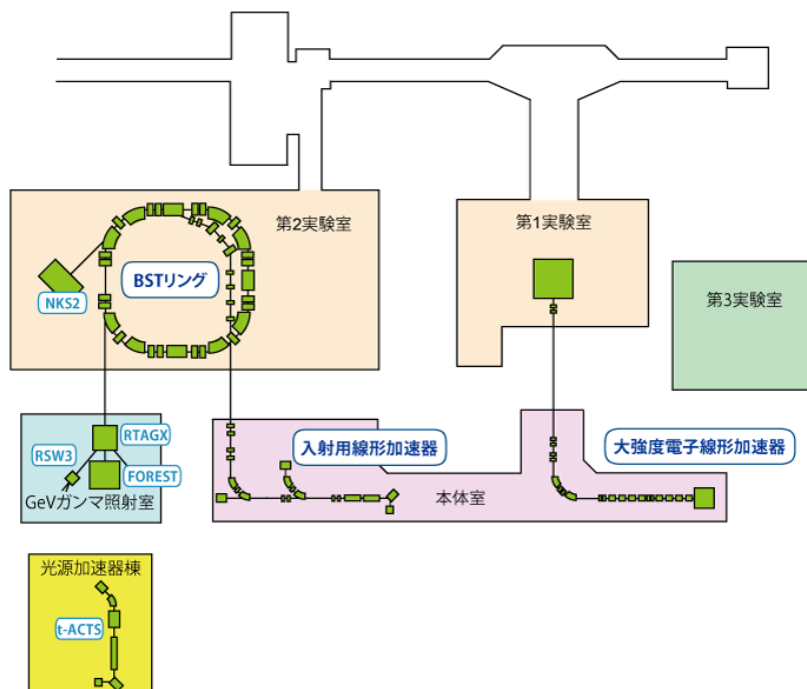 第2実験室
第1実験室
BSTリング
NKS2
第3実験室
RTAGX
RSW3
FOREST
GeVガンマ照射室
入射用線形加速器
大強度電子線形加速器
本体室
光源加速器棟
t-ACTS